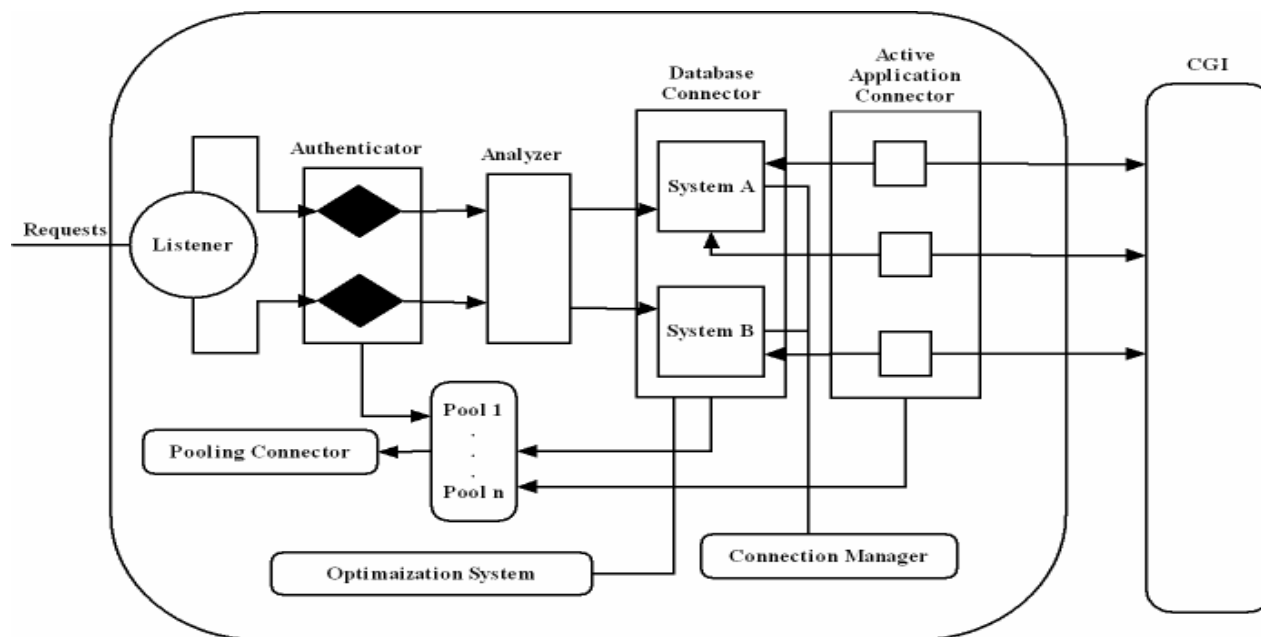 Requests
Listener
Authenticator
Analyzer
Database
Connector
System A
System B
Active
Application
Connector
CGI
Pool 1
.
.
.
Pool n
Pooling Connector
Optimaization System
Connection Manager